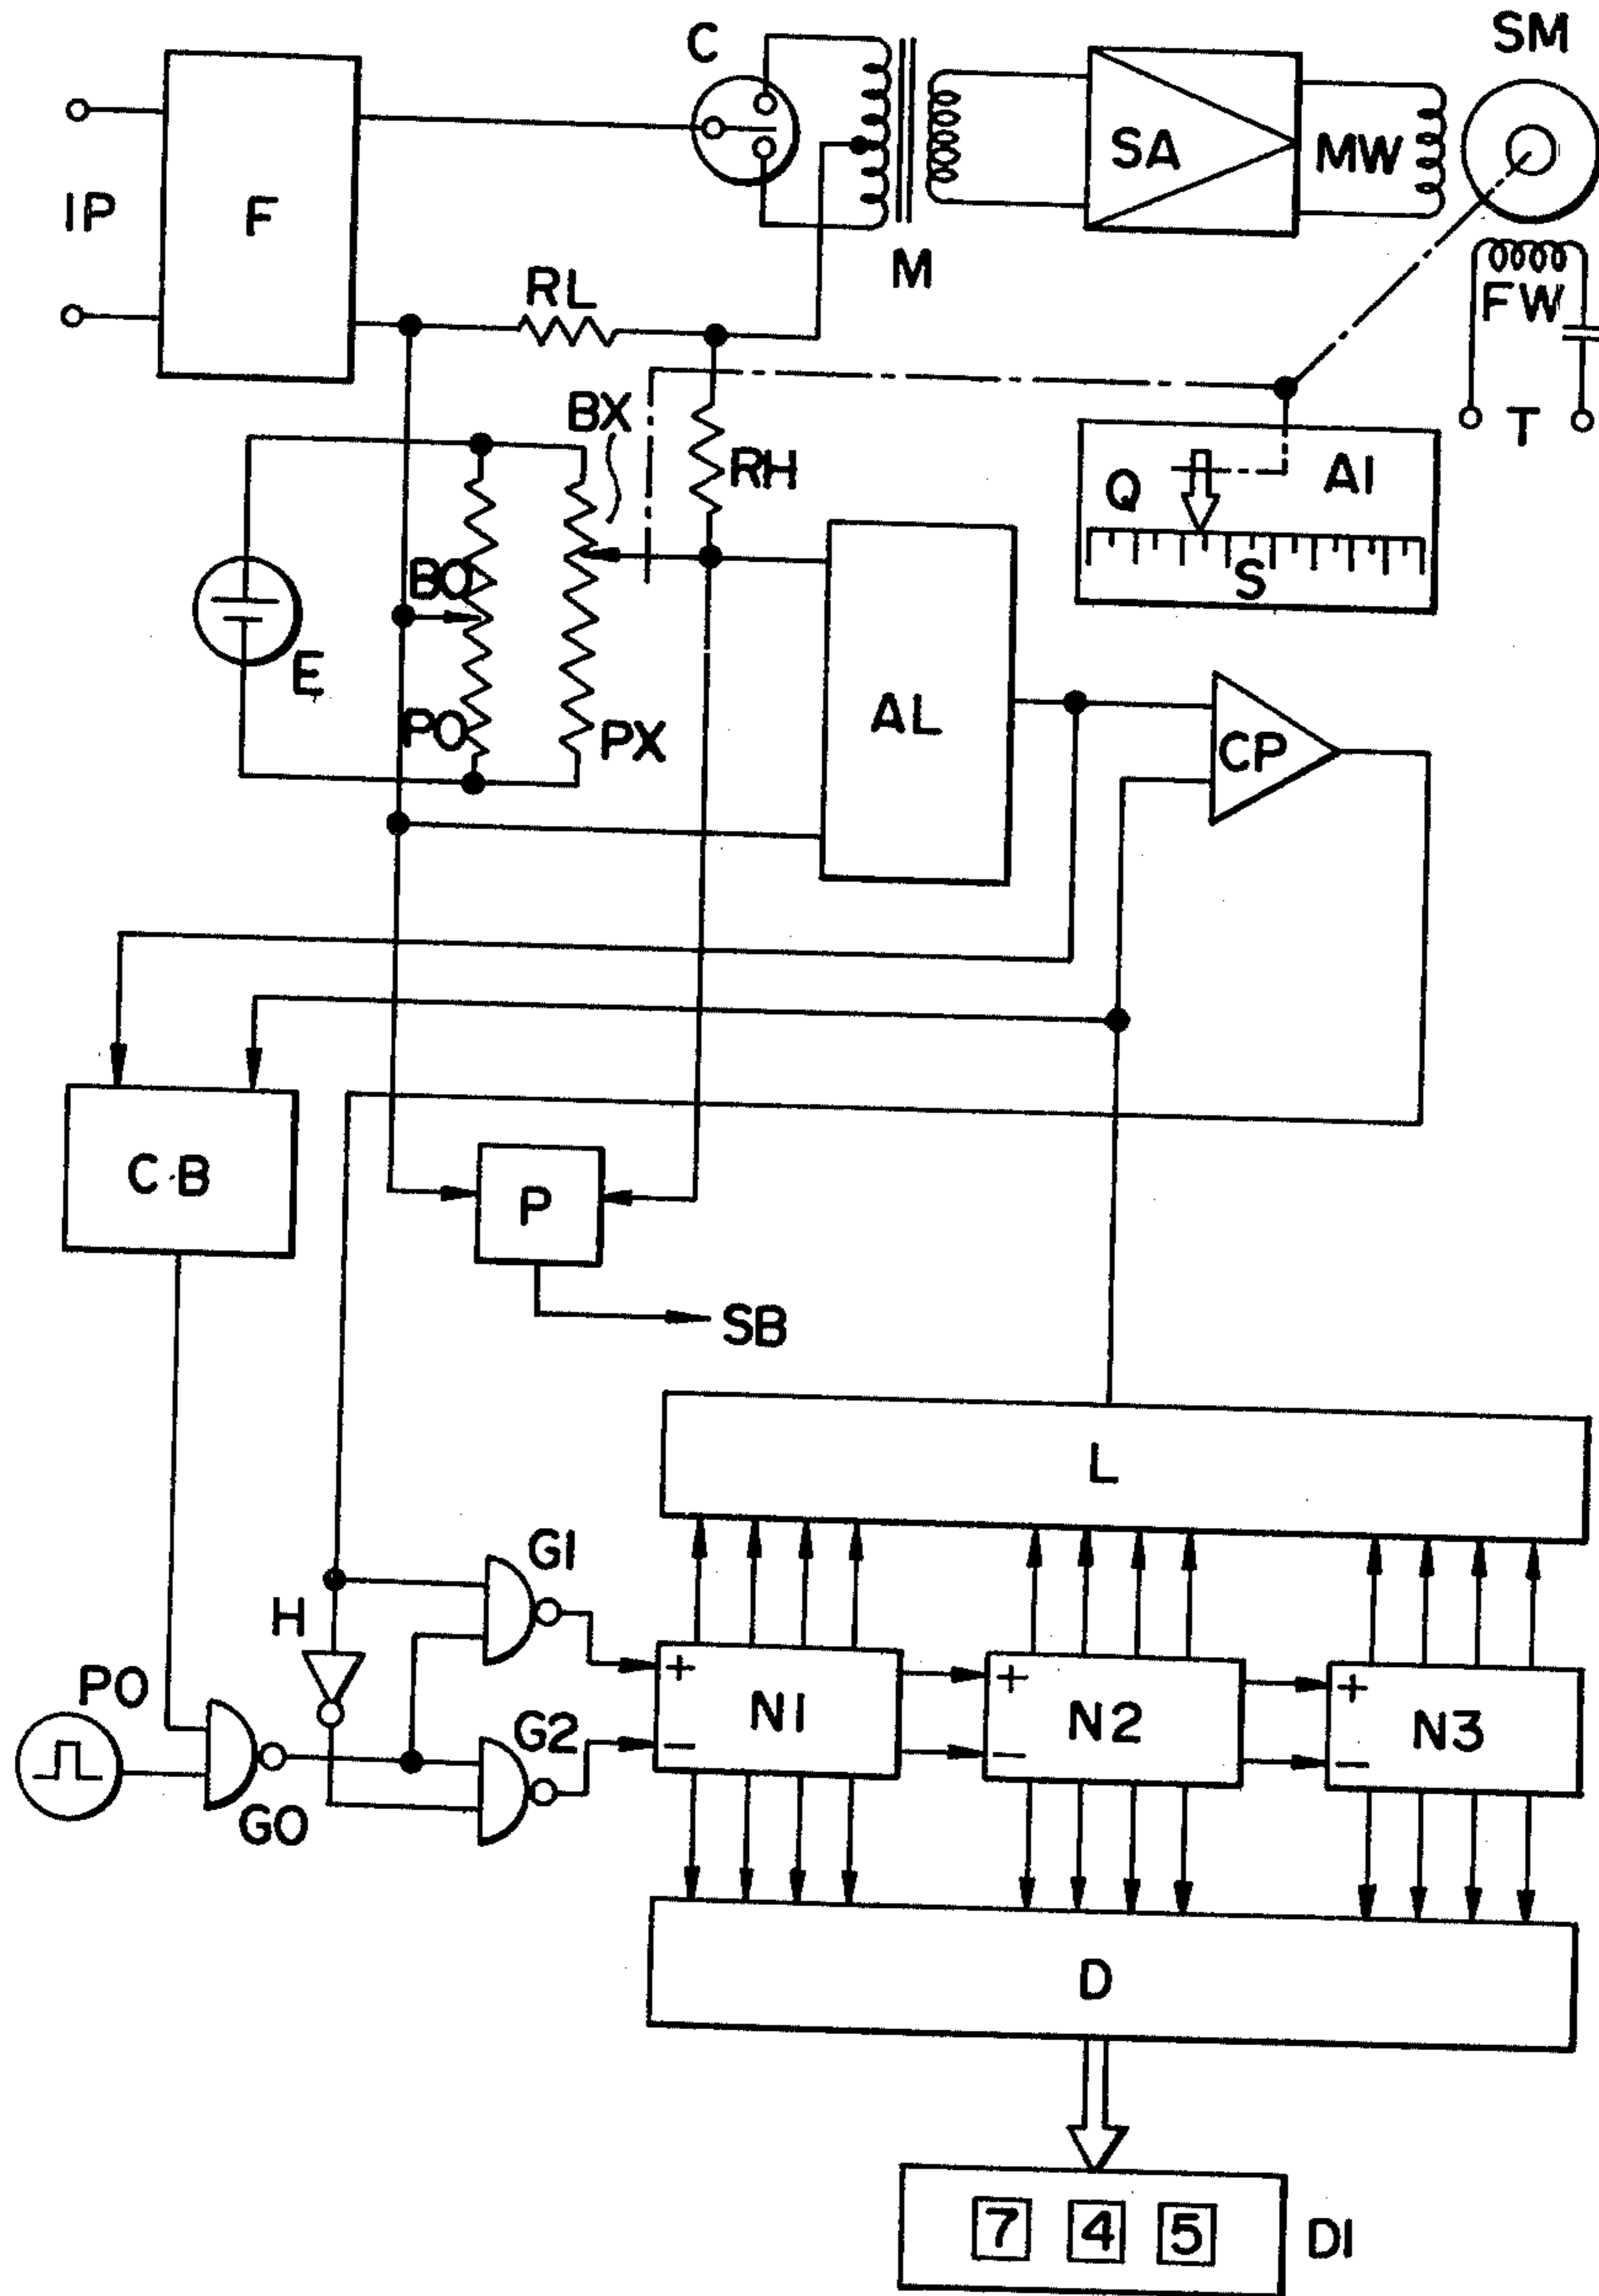 C
SM
IP
F
SA
MW
M
RL
FW
BX
T
RH
Q
AI
S
BO
E
AL
PO
PX
CP
C·B
P
SB
L
G1
H
PO
+
N1
+
N2
+
N3
G2
−
−
−
GO
D
7 4 5
DI